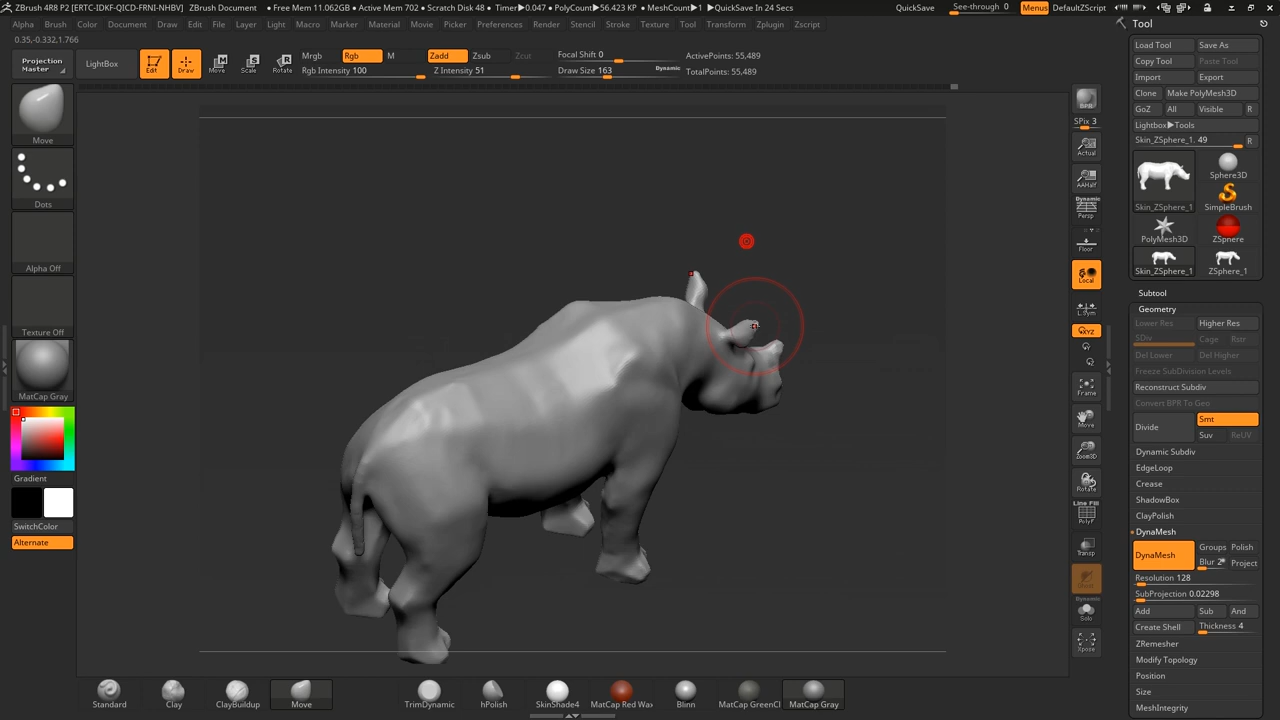 ZBrush 4R8 P2 [ERTC-IDKF-QICD-FRNI-NHBV] ZBrush Document • Free Mem 11.062GB • Active Mem 702 • Scratch Disk 48 • Timer▶0.047 • PolyCount▶56.423 KP • MeshCount▶1 ▶QuickSave In 24 Secs QuickSave See-through 0 Menus DefaultZScript
Alpha Brush Color Document Draw Edit File Layer Light Macro Marker Material Movie Picker Preferences Render Stencil Stroke Texture Tool Transform Zplugin Zscript
0.35,-0.332,1.766
Projection Master
LightBox
Edit
Draw
Move
Scale
Rotate
Mrgb Rgb M
Rgb Intensity 100
Zadd Zsub Zcut
Z Intensity 51
Focal Shift 0
Draw Size 163
Dynamic
ActivePoints: 55,489
TotalPoints: 55,489
Move
Dots
Alpha Off
Texture Off
MatCap Gray
Gradient
SwitchColor
Alternate
BPR
SPix 3
Actual
AAHalf
Dynamic
Persp
Floor
Local
L.Sym
XYZ
Frame
Move
Zoom3D
Rotate
Line Fill
PolyF
Transp
Ghost
Dynamic
Solo
Xpose
Tool
Load Tool Save As
Copy Tool Paste Tool
Import Export
Clone Make PolyMesh3D
GoZ All Visible R
Lightbox▶Tools
Skin_ZSphere_1. 49 R
Skin_ZSphere_1
Sphere3D
SimpleBrush
PolyMesh3D ZSphere
Skin_ZSphere_1 ZSphere_1
Subtool
Geometry
Lower Res Higher Res
SDiv Cage Rstr
Del Lower Del Higher
Freeze SubDivision Levels
Reconstruct Subdiv
Convert BPR To Geo
Divide
Smt
Suv ReUV
Dynamic Subdiv
EdgeLoop
Crease
ShadowBox
ClayPolish
DynaMesh
DynaMesh
Groups Polish
Blur 2 Project
Resolution 128
SubProjection 0.02298
Add Sub And
Create Shell Thickness 4
ZRemesher
Modify Topology
Position
Size
MeshIntegrity
Standard Clay ClayBuildup Move TrimDynamic hPolish SkinShade4 MatCap Red Wax Blinn MatCap GreenCl MatCap Gray